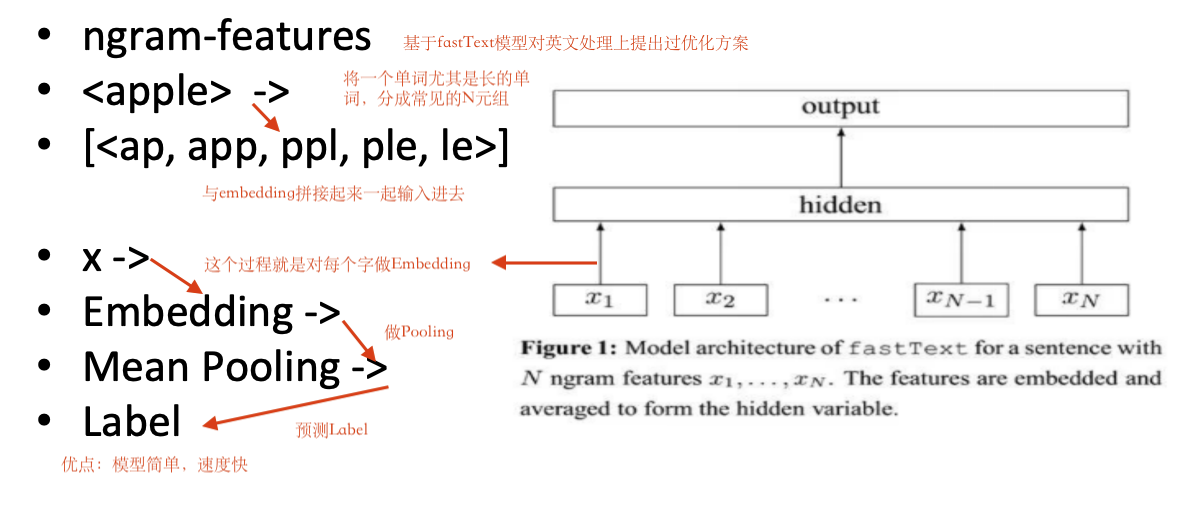 ngram-features
基于fastText模型对英文处理上提出过优化方案
<apple> ->
将一个单词尤其是长的单
词，分成常见的N元组
[<ap, app, ppl, ple, le>]
与embedding拼接起来一起输入进去
x ->
这个过程就是对每个字做Embedding
Embedding ->
做Pooling
Mean Pooling ->
Label
预测Label
优点：模型简单，速度快
output
hidden
x1 x2 ... xN−1 xN
Figure 1: Model architecture of fastText for a sentence with
N ngram features x1, . . . , xN. The features are embedded and
averaged to form the hidden variable.